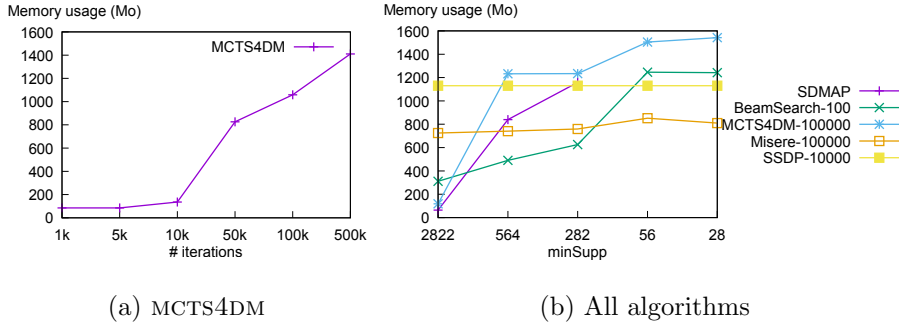 Memory usage (Mo)
1600
1400
1200
1000
800
600
400
200
0
MCTS4DM
1k 5k 10k 50k 100k 500k
# iterations
(a) MCTS4DM
Memory usage (Mo)
1600
1400
1200
1000
800
600
400
200
0
2822 564 282 56 28
minSupp
SDMAP
BeamSearch-100
MCTS4DM-100000
Misere-100000
SSDP-10000
(b) All algorithms